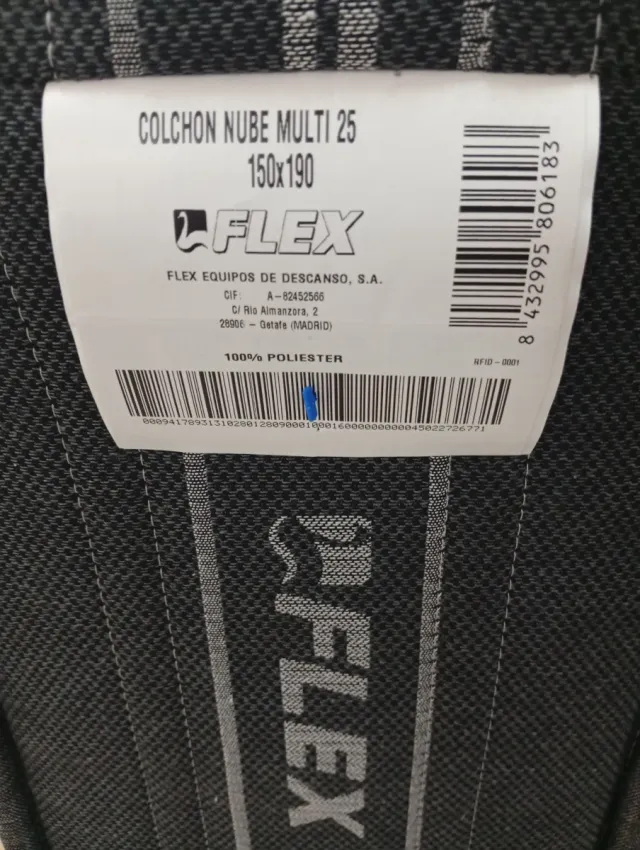 COLCHON NUBE MULTI 25
150x190
FLEX
FLEX EQUIPOS DE DESCANSO, S.A.
CIF: A-82452566
C/ Rio Almanzora, 2
28906 - Getafe (MADRID)
100% POLIESTER
RFID-0001
8 432995 806183
FLEX